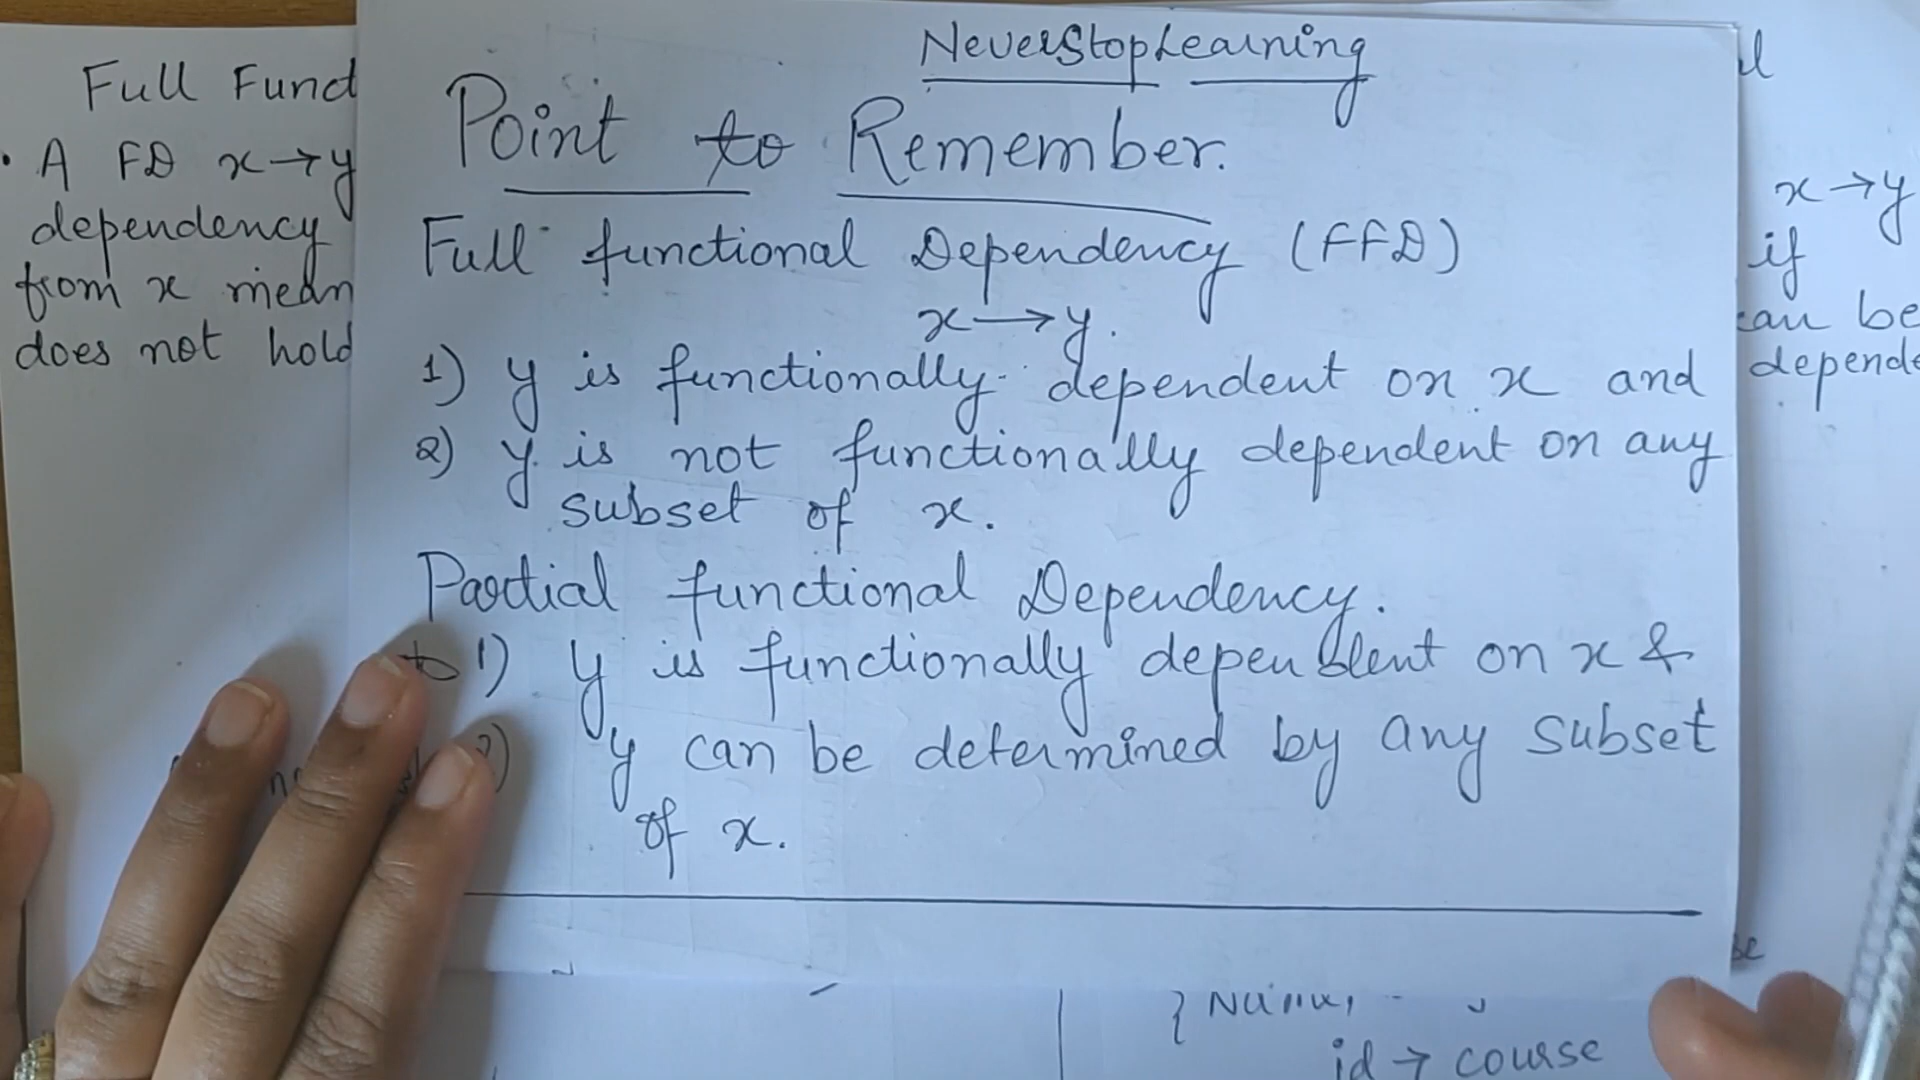 NeverStopLearning
Point to Remember.
Full functional Dependency (FFD)
x→y.
1) y is functionally dependent on x and
2) y is not functionally dependent on any
subset of x.
Partial functional Dependency.
1) y is functionally dependent on x &
2) y can be determined by any subset
of x.
Full Funct
• A FD x→y
dependency
from x mean
does not hold
x→y
if
can be
depende
{ Name,
id → course